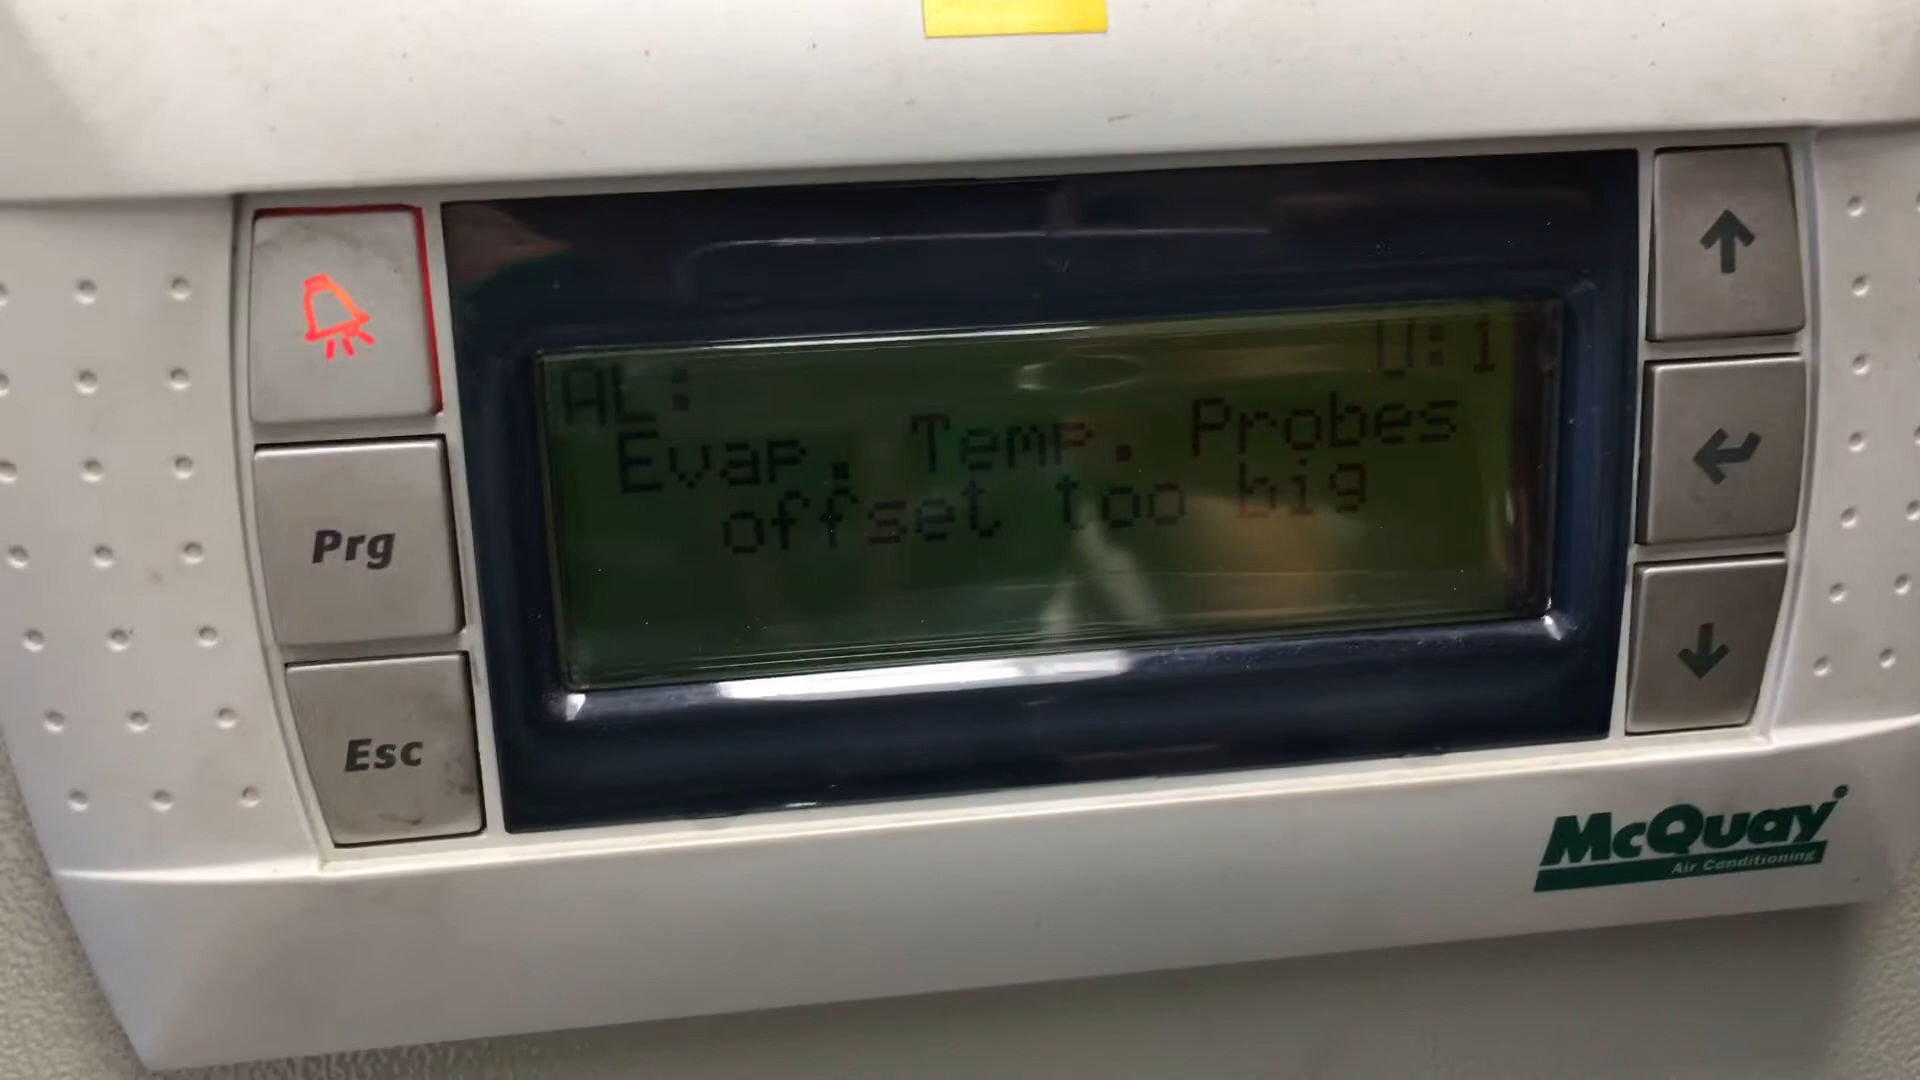 AL:
U:1
Evap. Temp. Probes
offset too big
Prg
Esc
McQuay
Air Conditioning